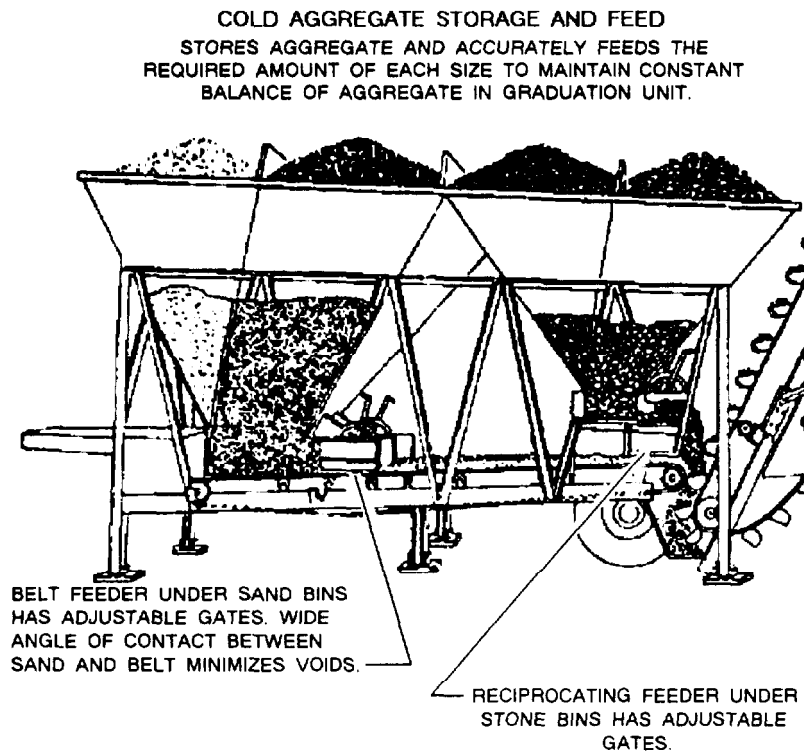 COLD AGGREGATE STORAGE AND FEED
STORES AGGREGATE AND ACCURATELY FEEDS THE
REQUIRED AMOUNT OF EACH SIZE TO MAINTAIN CONSTANT
BALANCE OF AGGREGATE IN GRADUATION UNIT.
BELT FEEDER UNDER SAND BINS
HAS ADJUSTABLE GATES. WIDE
ANGLE OF CONTACT BETWEEN
SAND AND BELT MINIMIZES VOIDS.
RECIPROCATING FEEDER UNDER
STONE BINS HAS ADJUSTABLE
GATES.